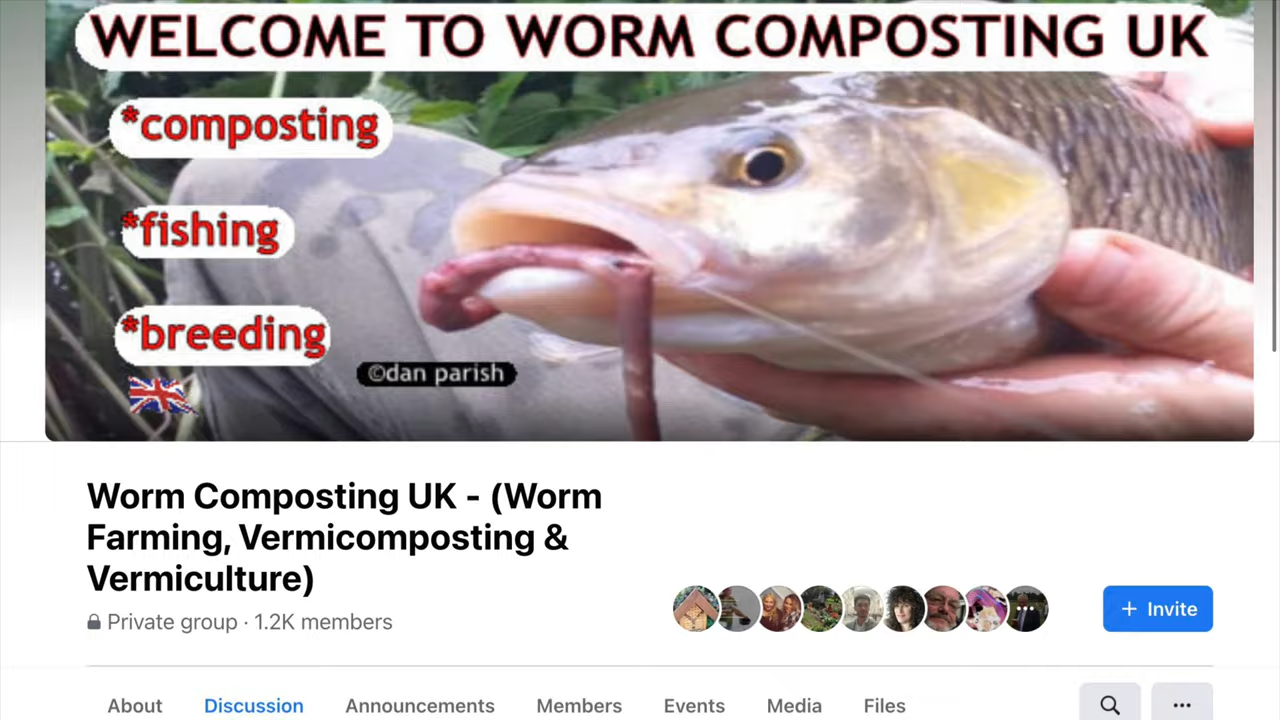 WELCOME TO WORM COMPOSTING UK
*composting
*fishing
*breeding
©dan parish
Worm Composting UK - (Worm
Farming, Vermicomposting &
Vermiculture)
Private group · 1.2K members
+ Invite
About Discussion Announcements Members Events Media Files